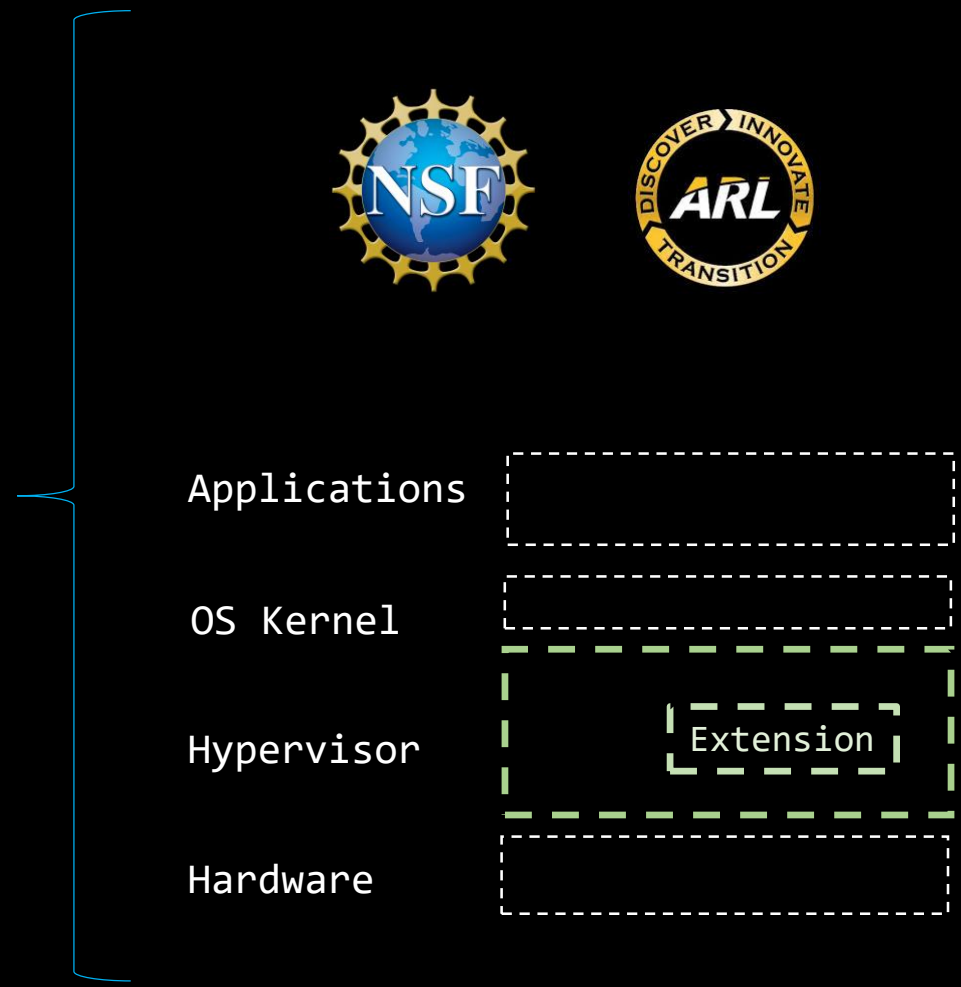 NSF
DISCOVER INNOVATE
ARL
TRANSITION
Applications
OS Kernel
Extension
Hypervisor
Hardware